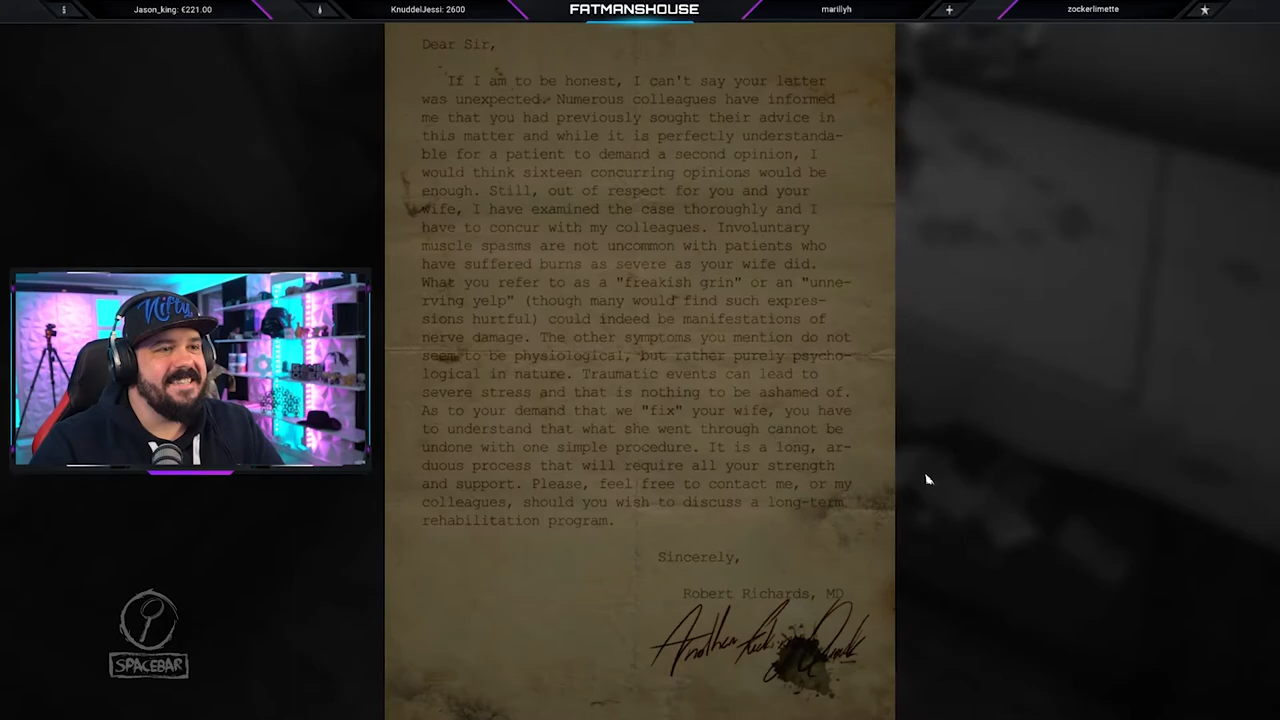 Jason_king: €221.00
KnuddelJessi: 2600
FATMANSHOUSE
marillyh
zockerlimette
Dear Sir,
If I am to be honest, I can't say your letter
was unexpected. Numerous colleagues have informed
me that you had previously sought their advice in
this matter and while it is perfectly understanda-
ble for a patient to demand a second opinion, I
would think sixteen concurring opinions would be
enough. Still, out of respect for you and your
wife, I have examined the case thoroughly and I
have to concur with my colleagues. Involuntary
muscle spasms are not uncommon with patients who
have suffered burns as severe as your wife did.
What you refer to as a "freakish grin" or an "unne-
rving yelp" (though many would find such expres-
sions hurtful) could indeed be manifestations of
nerve damage. The other symptoms you mention do not
seem to be physiological, but rather purely psycho-
logical in nature. Traumatic events can lead to
severe stress and that is nothing to be ashamed of.
As to your demand that we "fix" your wife, you have
to understand that what she went through cannot be
undone with one simple procedure. It is a long, ar-
duous process that will require all your strength
and support. Please, feel free to contact me, or my
colleagues, should you wish to discuss a long-term
rehabilitation program.
Sincerely,
Robert Richards, MD
Another
Nifty
SPACEBAR